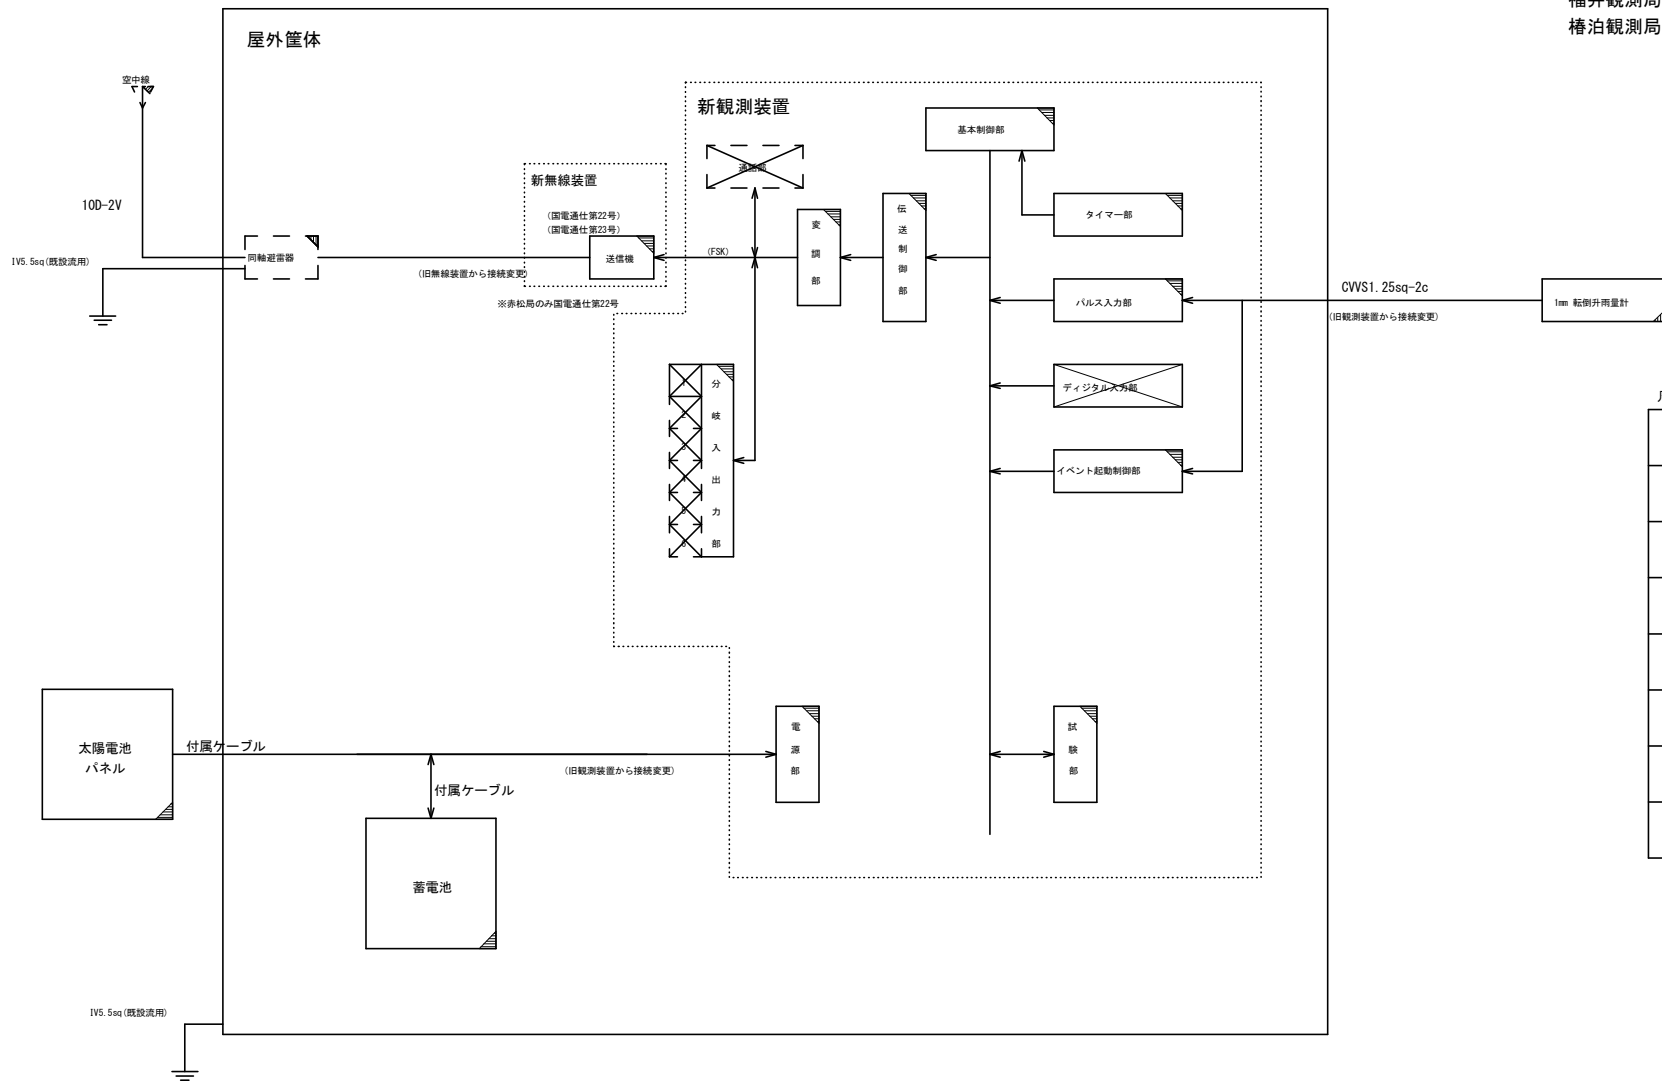 福井観測局
椿泊観測局
屋外筐体
空中線
新観測装置
基本制御部
通話部
新無線装置
10D-2V
(国電通仕第22号)
(国電通仕第23号)
変調部
伝送制御部
タイマー部
IV5.5sq(既設流用)
同軸避雷器
送信機
(FSK)
(旧無線装置から接続変更)
※赤松局のみ国電通仕第22号
パルス入力部
CVVS1.25sq-2c
(旧観測装置から接続変更)
1mm 転倒升雨量計
ディジタル入力部
1
2
3
4
5
6
分岐入出力部
イベント起動制御部
太陽電池
パネル
付属ケーブル
(旧観測装置から接続変更)
電源部
試験部
付属ケーブル
蓄電池
IV5.5sq(既設流用)